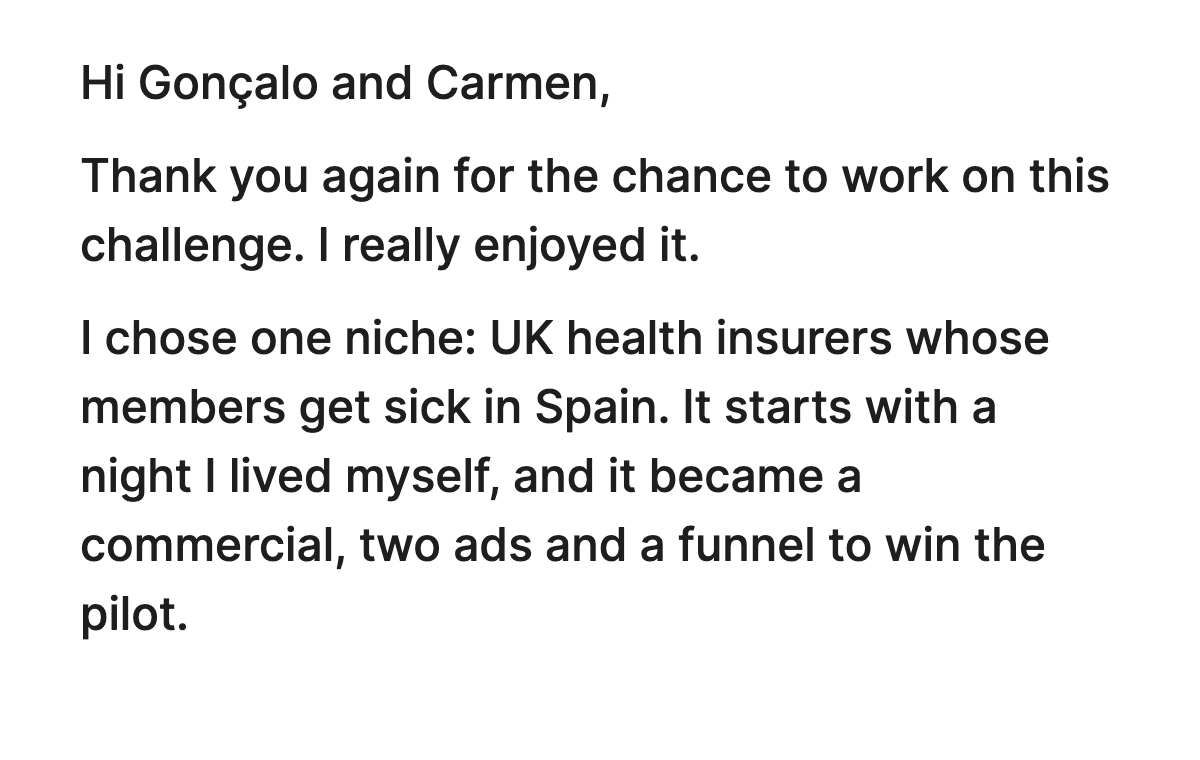 Hi Gonçalo and Carmen,
Thank you again for the chance to work on this
challenge. I really enjoyed it.
I chose one niche: UK health insurers whose
members get sick in Spain. It starts with a
night I lived myself, and it became a
commercial, two ads and a funnel to win the
pilot.